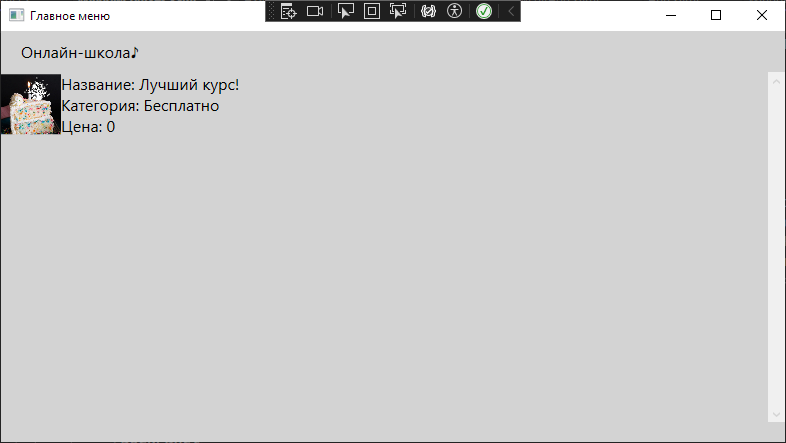 Главное меню
Онлайн-школа♪
Название: Лучший курс!
Категория: Бесплатно
Цена: 0